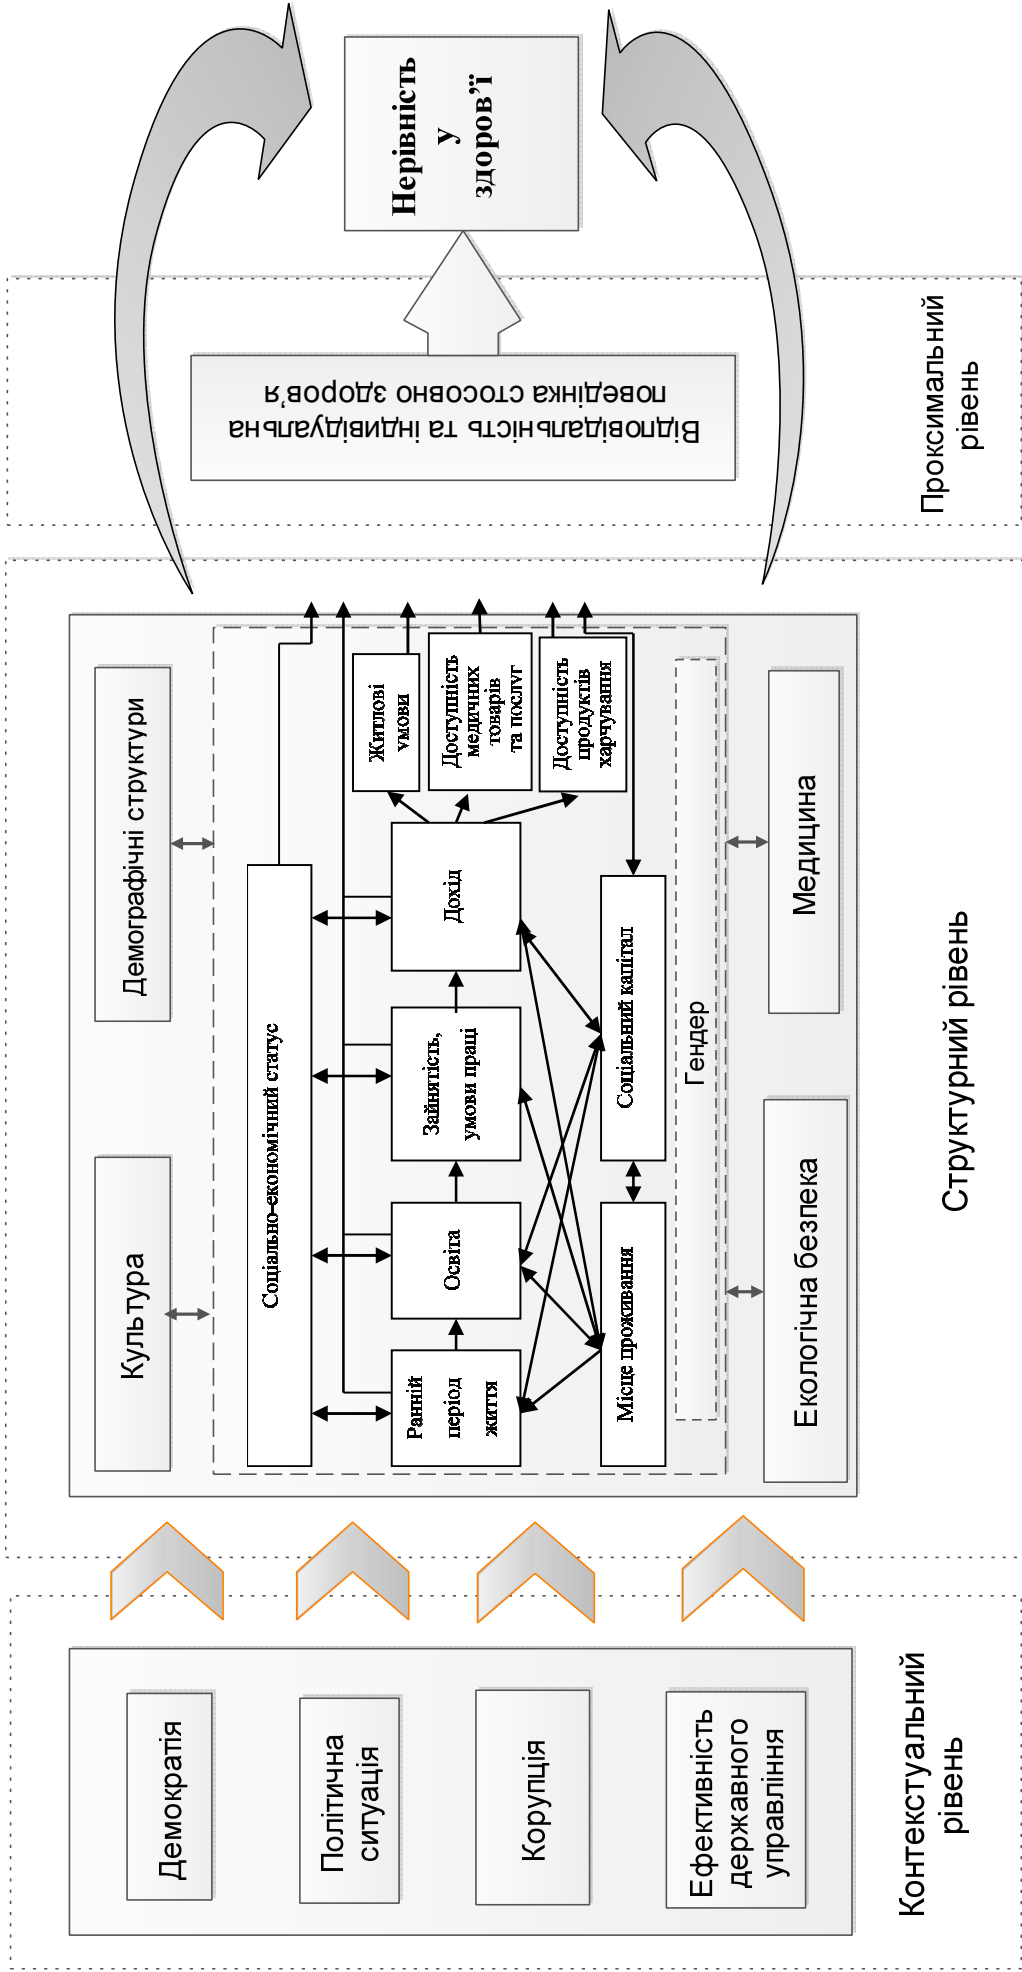 Демократія
Політична
ситуація
Корупція
Ефективність
державного
управління
Контекстуальний
рівень
Культура
Демографічні структури
Соціально-економічний статус
Ранній
період
життя
Освіта
Зайнятість,
умови праці
Дохід
Житлові
умови
Доступність
медичних
товарів
та послуг
Доступність
продуктів
харчування
Місце проживання
Соціальний капітал
Гендер
Екологічна безпека
Медицина
Структурний рівень
Відповідальність та індивідуальна
поведінка стосовно здоров’я
Проксимальний
рівень
Нерівність
у
здоров’ї